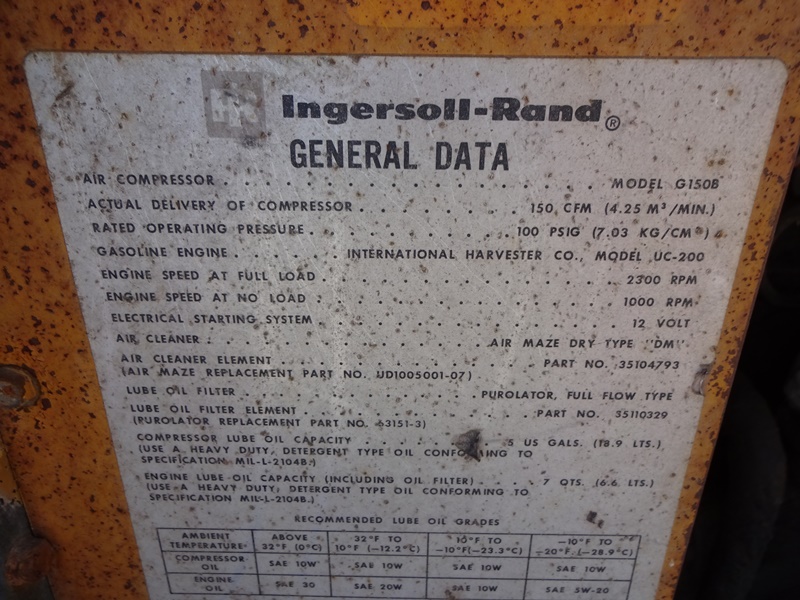 IR
Ingersoll-Rand®
GENERAL DATA
AIR COMPRESSOR . . . . . . . . . . . . . . . . . . MODEL G150B
ACTUAL DELIVERY OF COMPRESSOR . . . . . . . . 150 CFM (4.25 M³/MIN.)
RATED OPERATING PRESSURE . . . . . . . . . . 100 PSIG (7.03 KG/CM²)
GASOLINE ENGINE . . . . . . INTERNATIONAL HARVESTER CO., MODEL UC-200
ENGINE SPEED AT FULL LOAD . . . . . . . . . . . . . 2300 RPM
ENGINE SPEED AT NO LOAD . . . . . . . . . . . . . . 1000 RPM
ELECTRICAL STARTING SYSTEM . . . . . . . . . . . . . 12 VOLT
AIR CLEANER . . . . . . . . . . . . . AIR MAZE DRY TYPE "DM"
AIR CLEANER ELEMENT . . . . . . . . . . . . PART NO. 35104793
(AIR MAZE REPLACEMENT PART NO. UD1005001-07)
LUBE OIL FILTER . . . . . . . . . . . PUROLATOR, FULL FLOW TYPE
LUBE OIL FILTER ELEMENT . . . . . . . . . . PART NO. 35110329
(PUROLATOR REPLACEMENT PART NO. 63151-3)
COMPRESSOR LUBE OIL CAPACITY . . . . . . . 5 US GALS. (18.9 LTS.)
(USE A HEAVY DUTY, DETERGENT TYPE OIL CONFORMING TO
SPECIFICATION MIL-L-2104B.)
ENGINE LUBE OIL CAPACITY (INCLUDING OIL FILTER) . . . . 7 QTS. (6.6 LTS.)
(USE A HEAVY DUTY, DETERGENT TYPE OIL CONFORMING TO
SPECIFICATION MIL-L-2104B.)
RECOMMENDED LUBE OIL GRADES
AMBIENT TEMPERATURE ABOVE 32°F (0°C) 32°F TO 10°F (-12.2°C) 10°F TO -10°F(-23.3°C) -10°F TO -20°F (-28.9°C)
COMPRESSOR OIL SAE 10W SAE 10W SAE 10W SAE 10W
ENGINE OIL SAE 30 SAE 20W SAE 10W SAE 5W-20